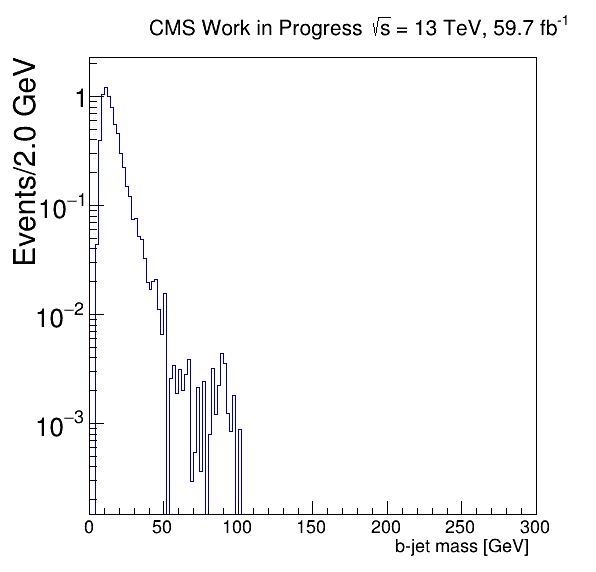 CMS Work in Progress √s = 13 TeV, 59.7 fb⁻¹
Events/2.0 GeV
1
10⁻¹
10⁻²
10⁻³
0 50 100 150 200 250 300
b-jet mass [GeV]